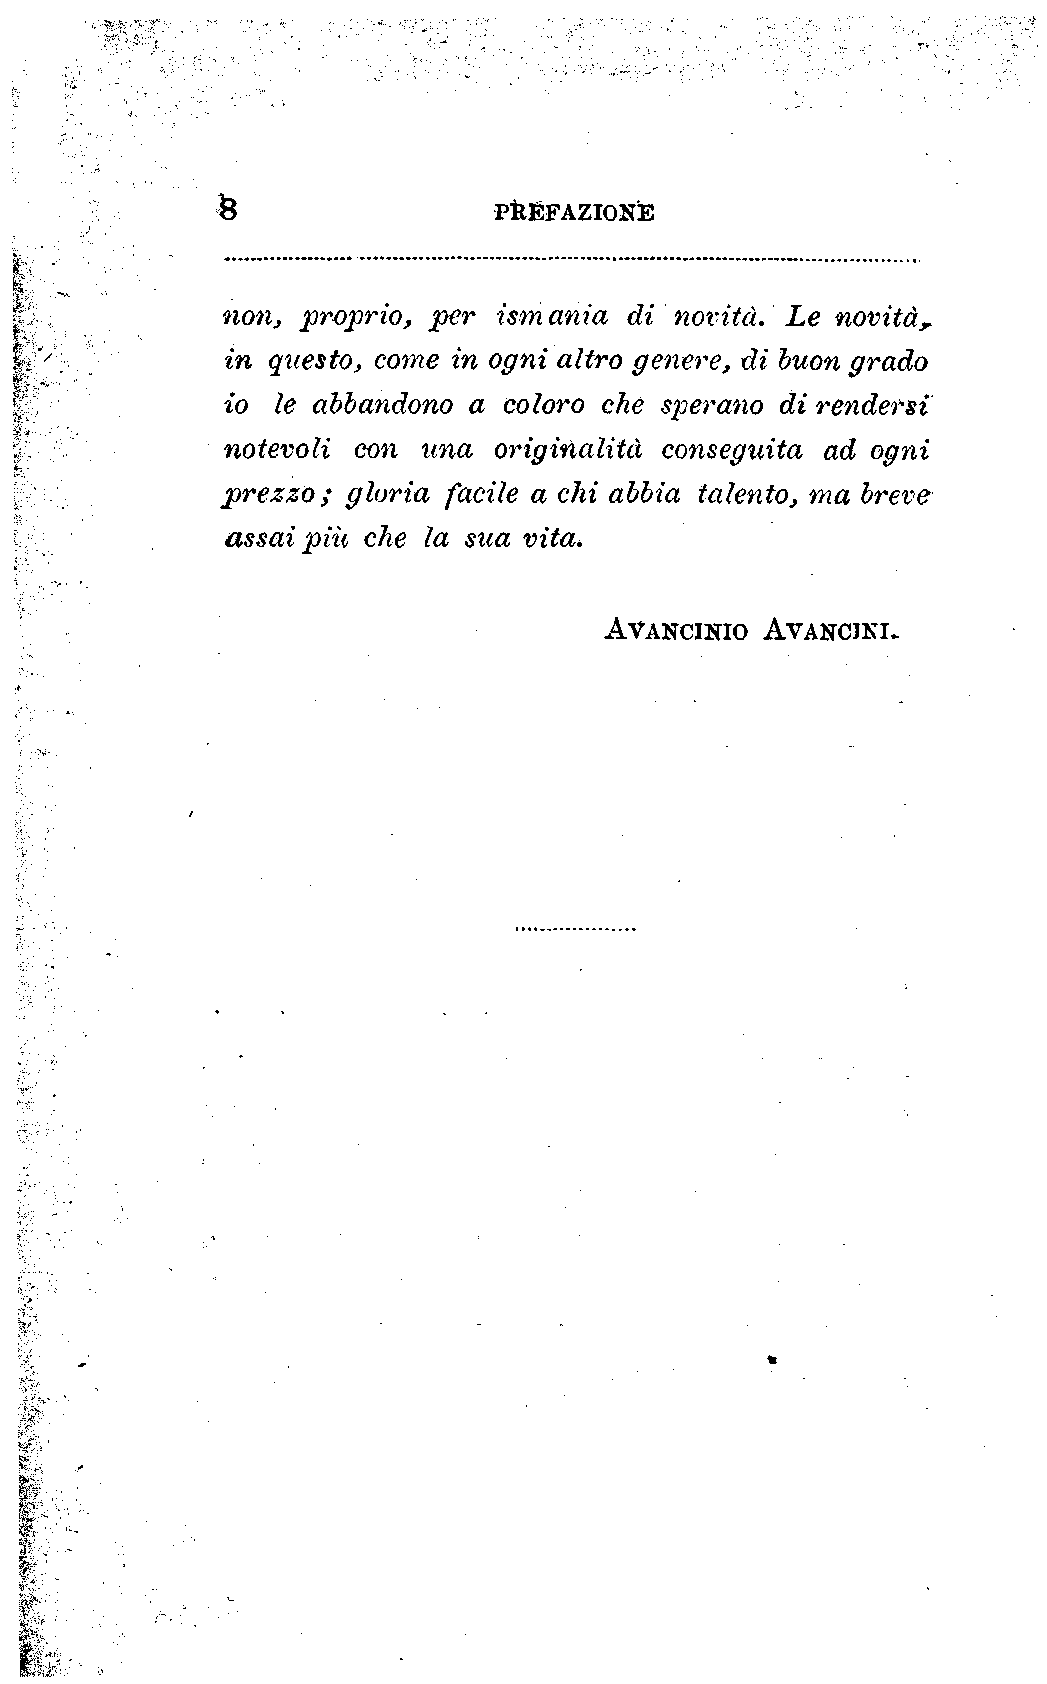 8 PREFAZIONE
non, proprio, per ismania di novità. Le novità,
in questo, come in ogni altro genere, di buon grado
io le abbandono a coloro che sperano di rendersi
notevoli con una originalità conseguita ad ogni
prezzo; gloria facile a chi abbia talento, ma breve
assai più che la sua vita.
AVANCINIO AVANCINI.